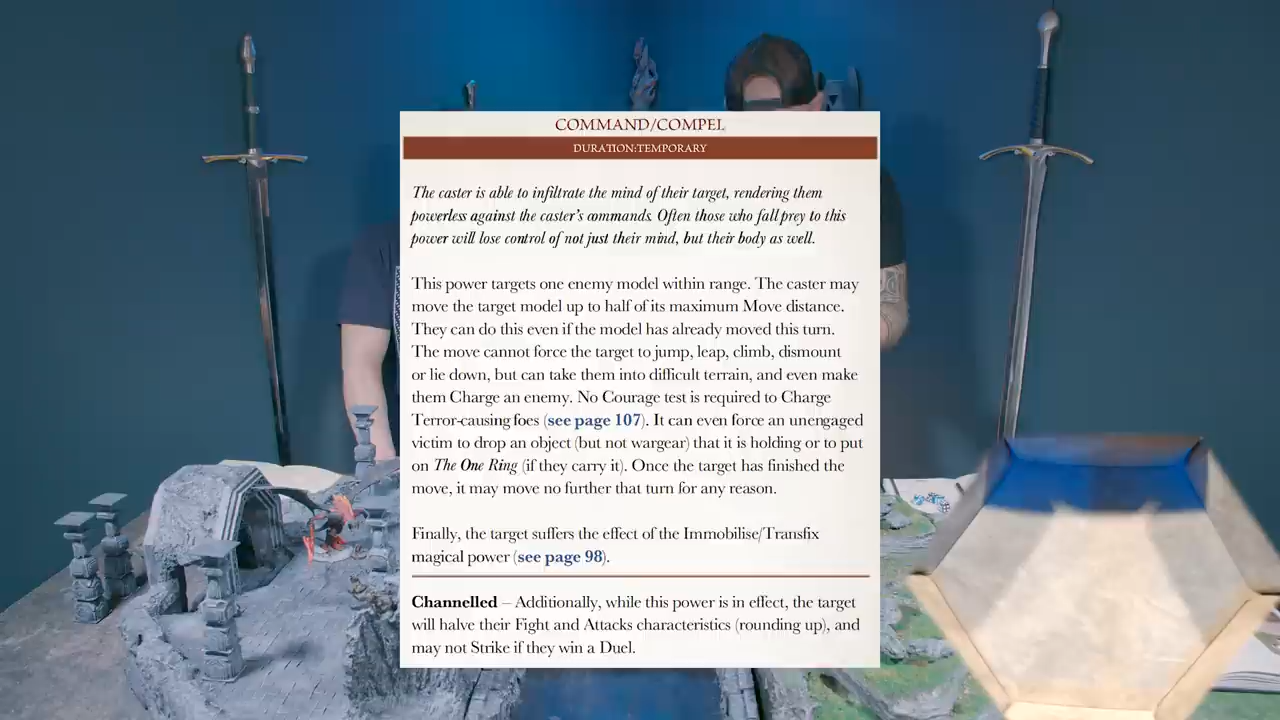 COMMAND/COMPEL
DURATION:TEMPORARY
The caster is able to infiltrate the mind of their target, rendering them
powerless against the caster's commands. Often those who fall prey to this
power will lose control of not just their mind, but their body as well.
This power targets one enemy model within range. The caster may
move the target model up to half of its maximum Move distance.
They can do this even if the model has already moved this turn.
The move cannot force the target to jump, leap, climb, dismount
or lie down, but can take them into difficult terrain, and even make
them Charge an enemy. No Courage test is required to Charge
Terror-causing foes (see page 107). It can even force an unengaged
victim to drop an object (but not wargear) that it is holding or to put
on The One Ring (if they carry it). Once the target has finished the
move, it may move no further that turn for any reason.
Finally, the target suffers the effect of the Immobilise/Transfix
magical power (see page 98).
Channelled – Additionally, while this power is in effect, the target
will halve their Fight and Attacks characteristics (rounding up), and
may not Strike if they win a Duel.